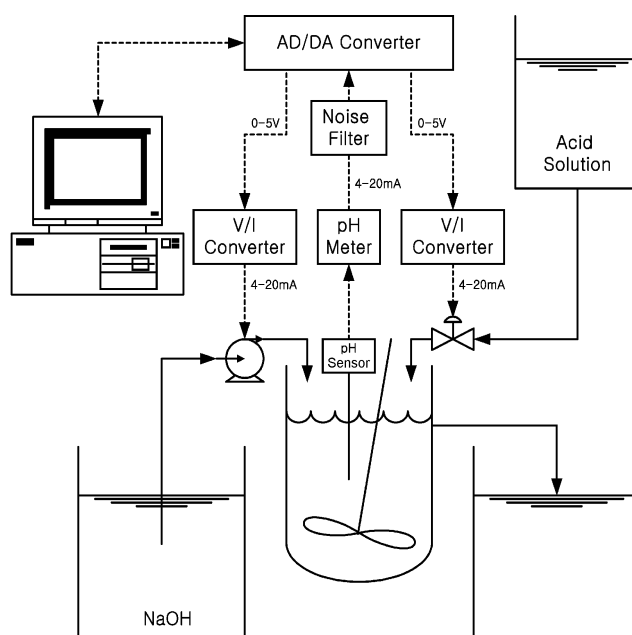 AD/DA Converter
0-5V
Noise
Filter
0-5V
Acid
Solution
4-20mA
V/I
Converter
pH
Meter
V/I
Converter
4-20mA
4-20mA
pH
Sensor
NaOH